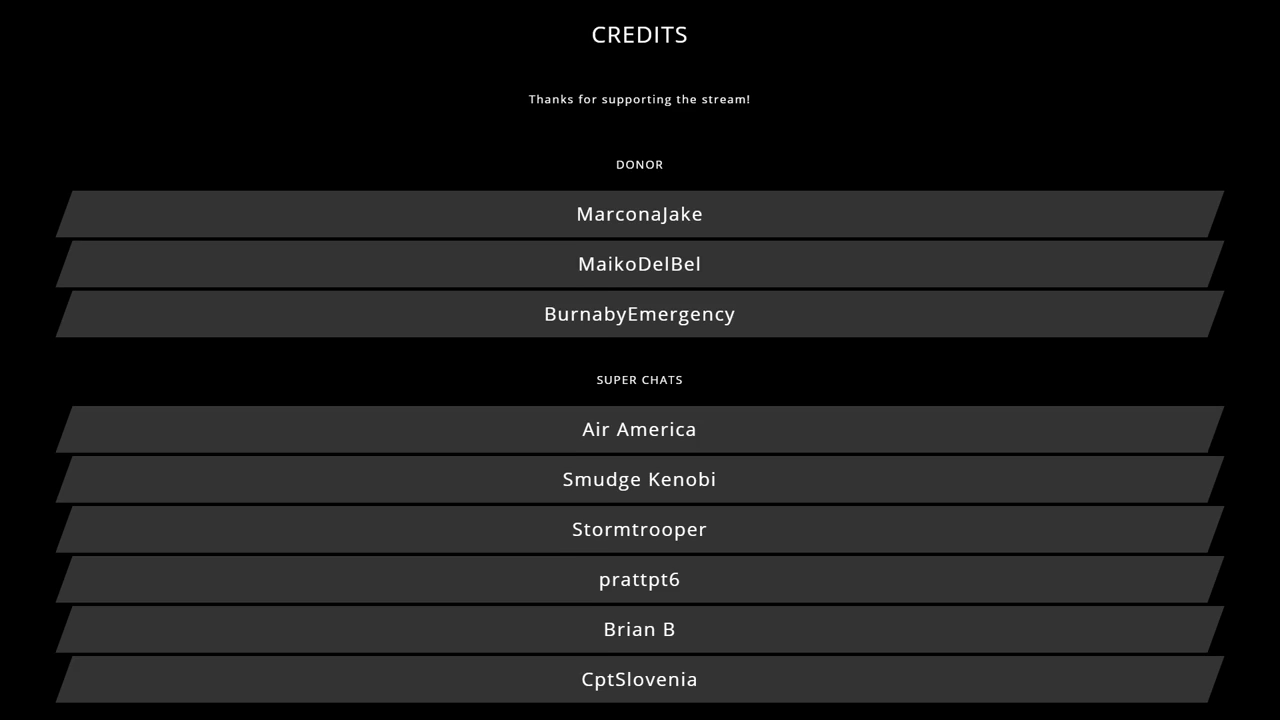 CREDITS
Thanks for supporting the stream!
DONOR
MarconaJake
MaikoDelBel
BurnabyEmergency
SUPER CHATS
Air America
Smudge Kenobi
Stormtrooper
prattpt6
Brian B
CptSlovenia